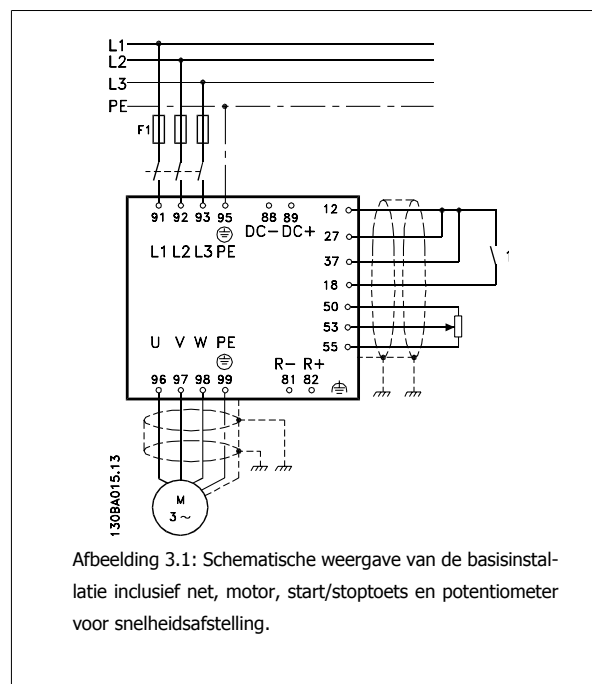 L1
L2
L3
PE
F1
91 92 93 95 88 89 12
DC- DC+
27
L1 L2 L3 PE
37
18
50
53
U V W PE
55
R- R+
96 97 98 99 81 82
M
3 ~
130BA015.13
Afbeelding 3.1: Schematische weergave van de basisinstal-
latie inclusief net, motor, start/stoptoets en potentiometer
voor snelheidsafstelling.